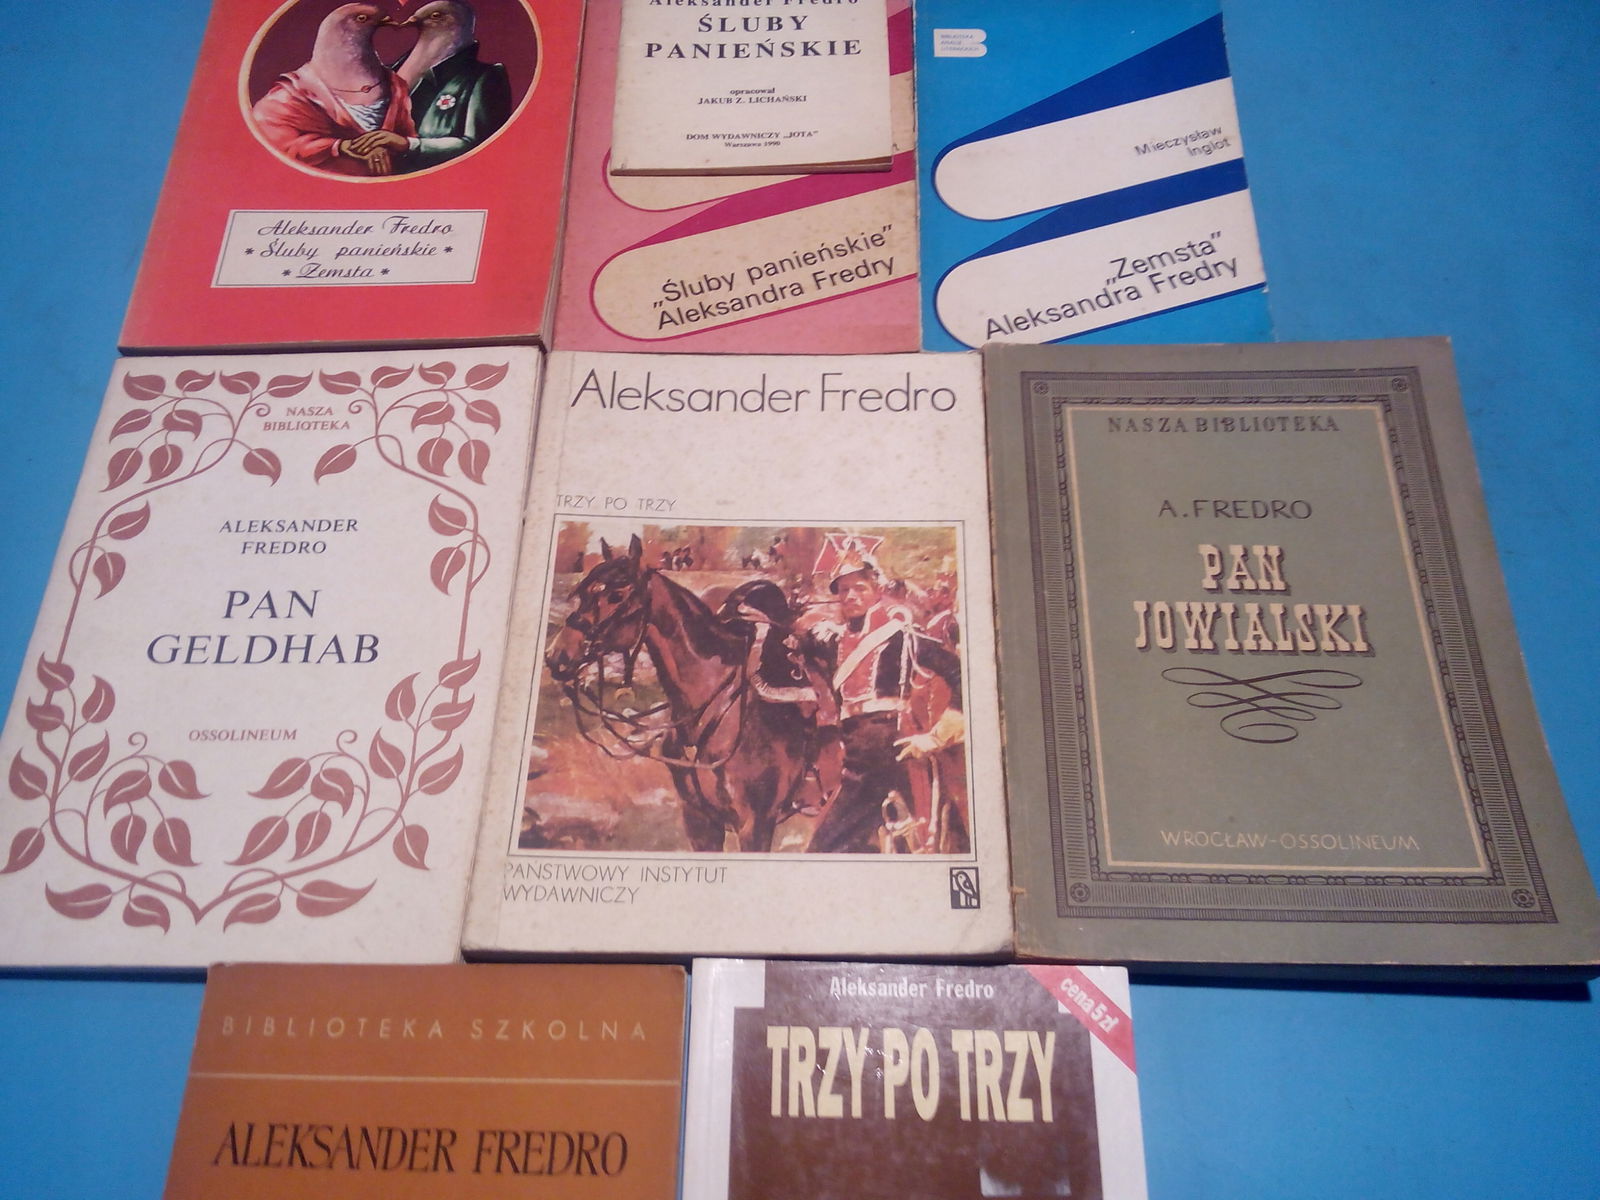 Aleksander Fredro
* Śluby panieńskie *
* Zemsta *
Aleksander Fredro
ŚLUBY
PANIEŃSKIE
opracował
JAKUB Z. LICHAŃSKI
DOM WYDAWNICZY „JOTA”
Warszawa 1990
„Śluby panieńskie”
Aleksandra Fredry
BIBLIOTEKA
ANALIZ
LITERACKICH
Mieczysław
Inglot
„Zemsta”
Aleksandra Fredry
NASZA
BIBLIOTEKA
ALEKSANDER
FREDRO
PAN
GELDHAB
OSSOLINEUM
Aleksander Fredro
TRZY PO TRZY
PAŃSTWOWY INSTYTUT
WYDAWNICZY
NASZA BIBLIOTEKA
A. FREDRO
PAN
JOWIALSKI
WROCŁAW-OSSOLINEUM
BIBLIOTEKA SZKOLNA
ALEKSANDER FREDRO
Aleksander Fredro
cena 5 zł
TRZY PO TRZY